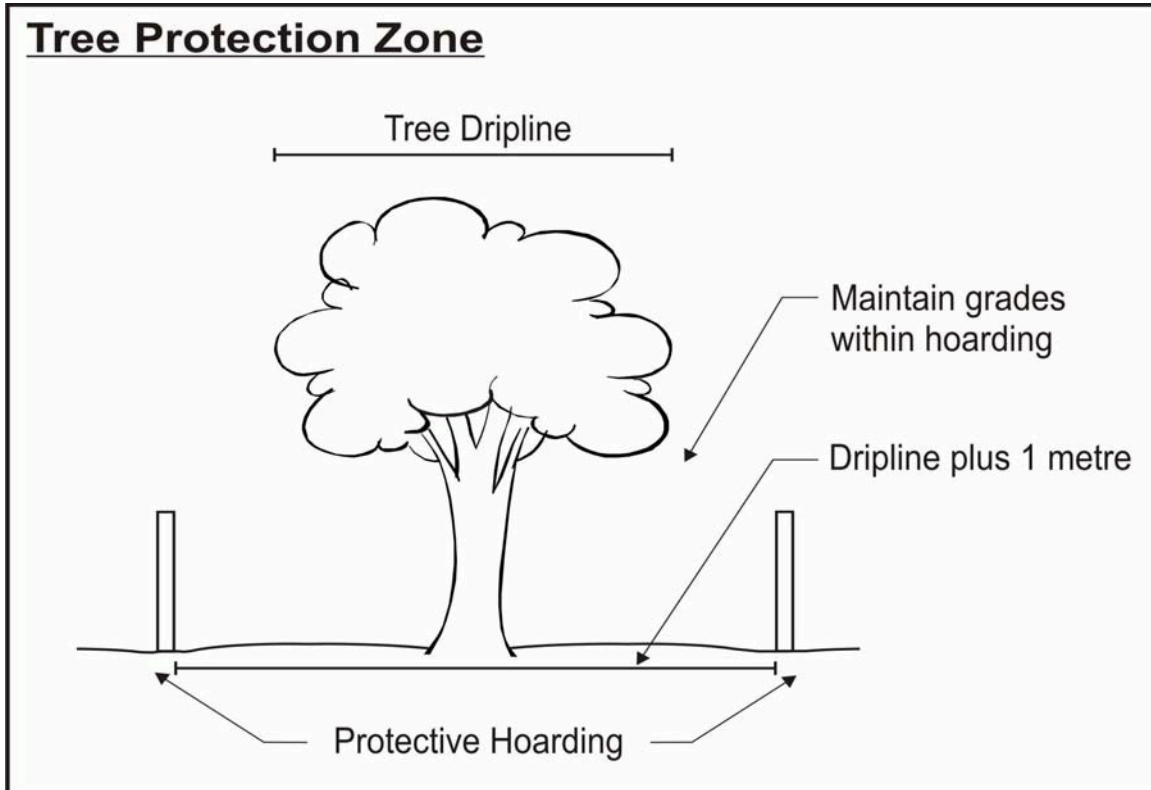 Tree Protection Zone
Tree Dripline
Maintain grades
within hoarding
Dripline plus 1 metre
Protective Hoarding